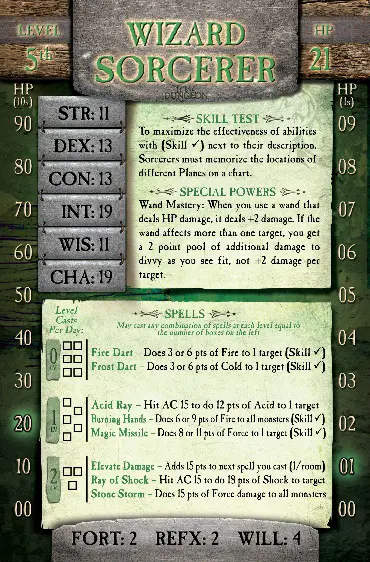 LEVEL
5th
WIZARD
SORCERER
DUNGEON
HP
21
HP
(10s)
90
80
70
60
50
40
30
20
10
00
STR: 11
DEX: 13
CON: 13
INT: 19
WIS: 11
CHA: 19
SKILL TEST
To maximize the effectiveness of abilities
with (Skill ✓) next to their description,
Sorcerers must memorize the locations of
different Planes on a chart.
SPECIAL POWERS
Wand Mastery: When you use a wand that
deals HP damage, it deals +2 damage. If the
wand affects more than one target, you get
a 2 point pool of additional damage to
divvy as you see fit, not +2 damage per
target.
HP
(1s)
09
08
07
06
05
04
03
02
01
00
Level
Casts
Per Day:
SPELLS
May cast any combination of spells at each level equal to
the number of boxes on the left
0
Fire Dart – Does 3 or 6 pts of Fire to 1 target (Skill ✓)
Frost Dart – Does 3 or 6 pts of Cold to 1 target (Skill ✓)
1
Acid Ray – Hit AC 15 to do 12 pts of Acid to 1 target
Burning Hands – Does 6 or 9 pts of Fire to all monsters (Skill ✓)
Magic Missile – Does 8 or 11 pts of Force to 1 target (Skill ✓)
2
Elevate Damage – Adds 15 pts to next spell you cast (1/room)
Ray of Shock – Hit AC 15 to do 18 pts of Shock to target
Stone Storm – Does 15 pts of Force damage to all monsters
FORT: 2 REFX: 2 WILL: 4